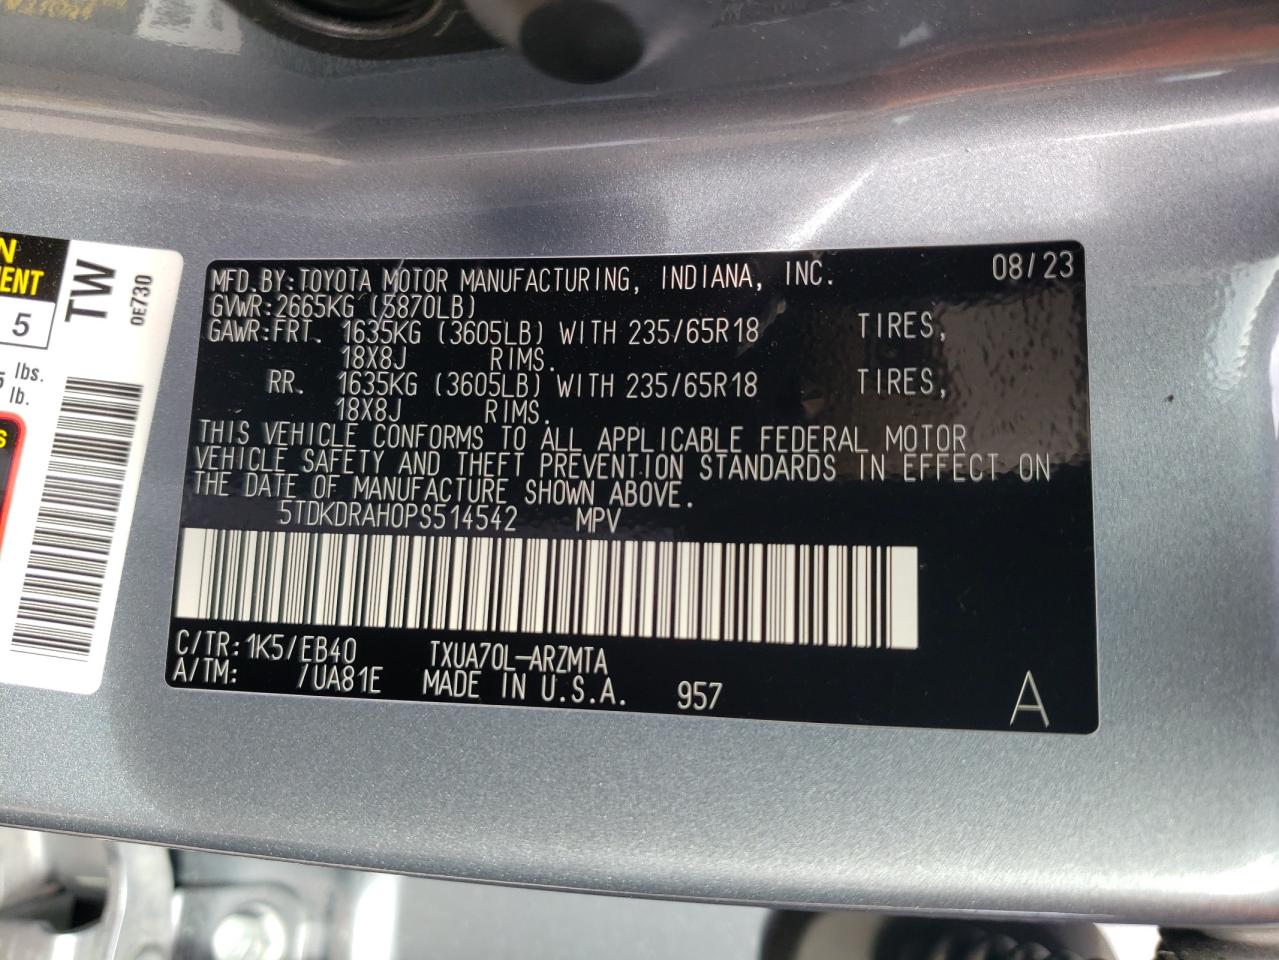 N
EMENT
5
lbs.
lb.
s
TW
0E730
MFD.BY:TOYOTA MOTOR MANUFACTURING, INDIANA, INC. 08/23
GVWR:2665KG (5870LB)
GAWR:FRT. 1635KG (3605LB) WITH 235/65R18 TIRES,
18X8J RIMS.
RR. 1635KG (3605LB) WITH 235/65R18 TIRES,
18X8J RIMS.
THIS VEHICLE CONFORMS TO ALL APPLICABLE FEDERAL MOTOR
VEHICLE SAFETY AND THEFT PREVENTION STANDARDS IN EFFECT ON
THE DATE OF MANUFACTURE SHOWN ABOVE.
5TDKDRAH0PS514542 MPV
C/TR:1K5/EB40 TXUA70L-ARZMTA
A/TM: /UA81E MADE IN U.S.A. 957 A